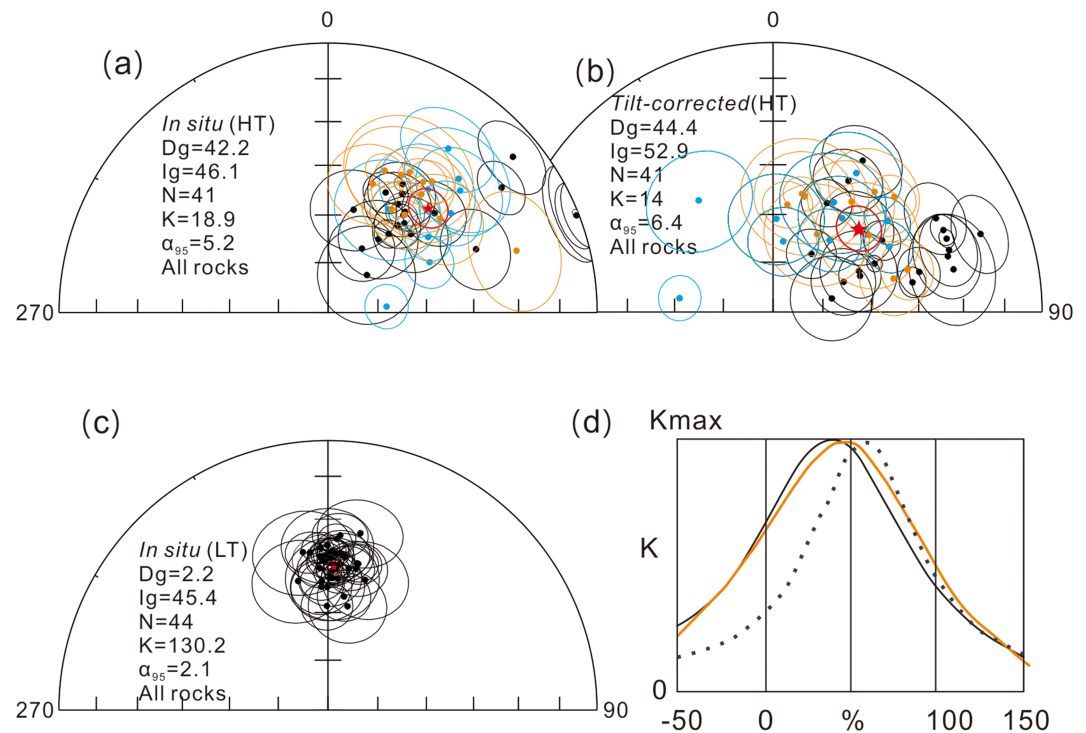 0
0
(a)
(b)
In situ (HT)
Dg=42.2
Ig=46.1
N=41
K=18.9
α95=5.2
All rocks
Tilt-corrected(HT)
Dg=44.4
Ig=52.9
N=41
K=14
α95=6.4
All rocks
270
90
(c)
(d)
In situ (LT)
Dg=2.2
Ig=45.4
N=44
K=130.2
α95=2.1
All rocks
270
90
Kmax
K
0
-50 0 % 100 150